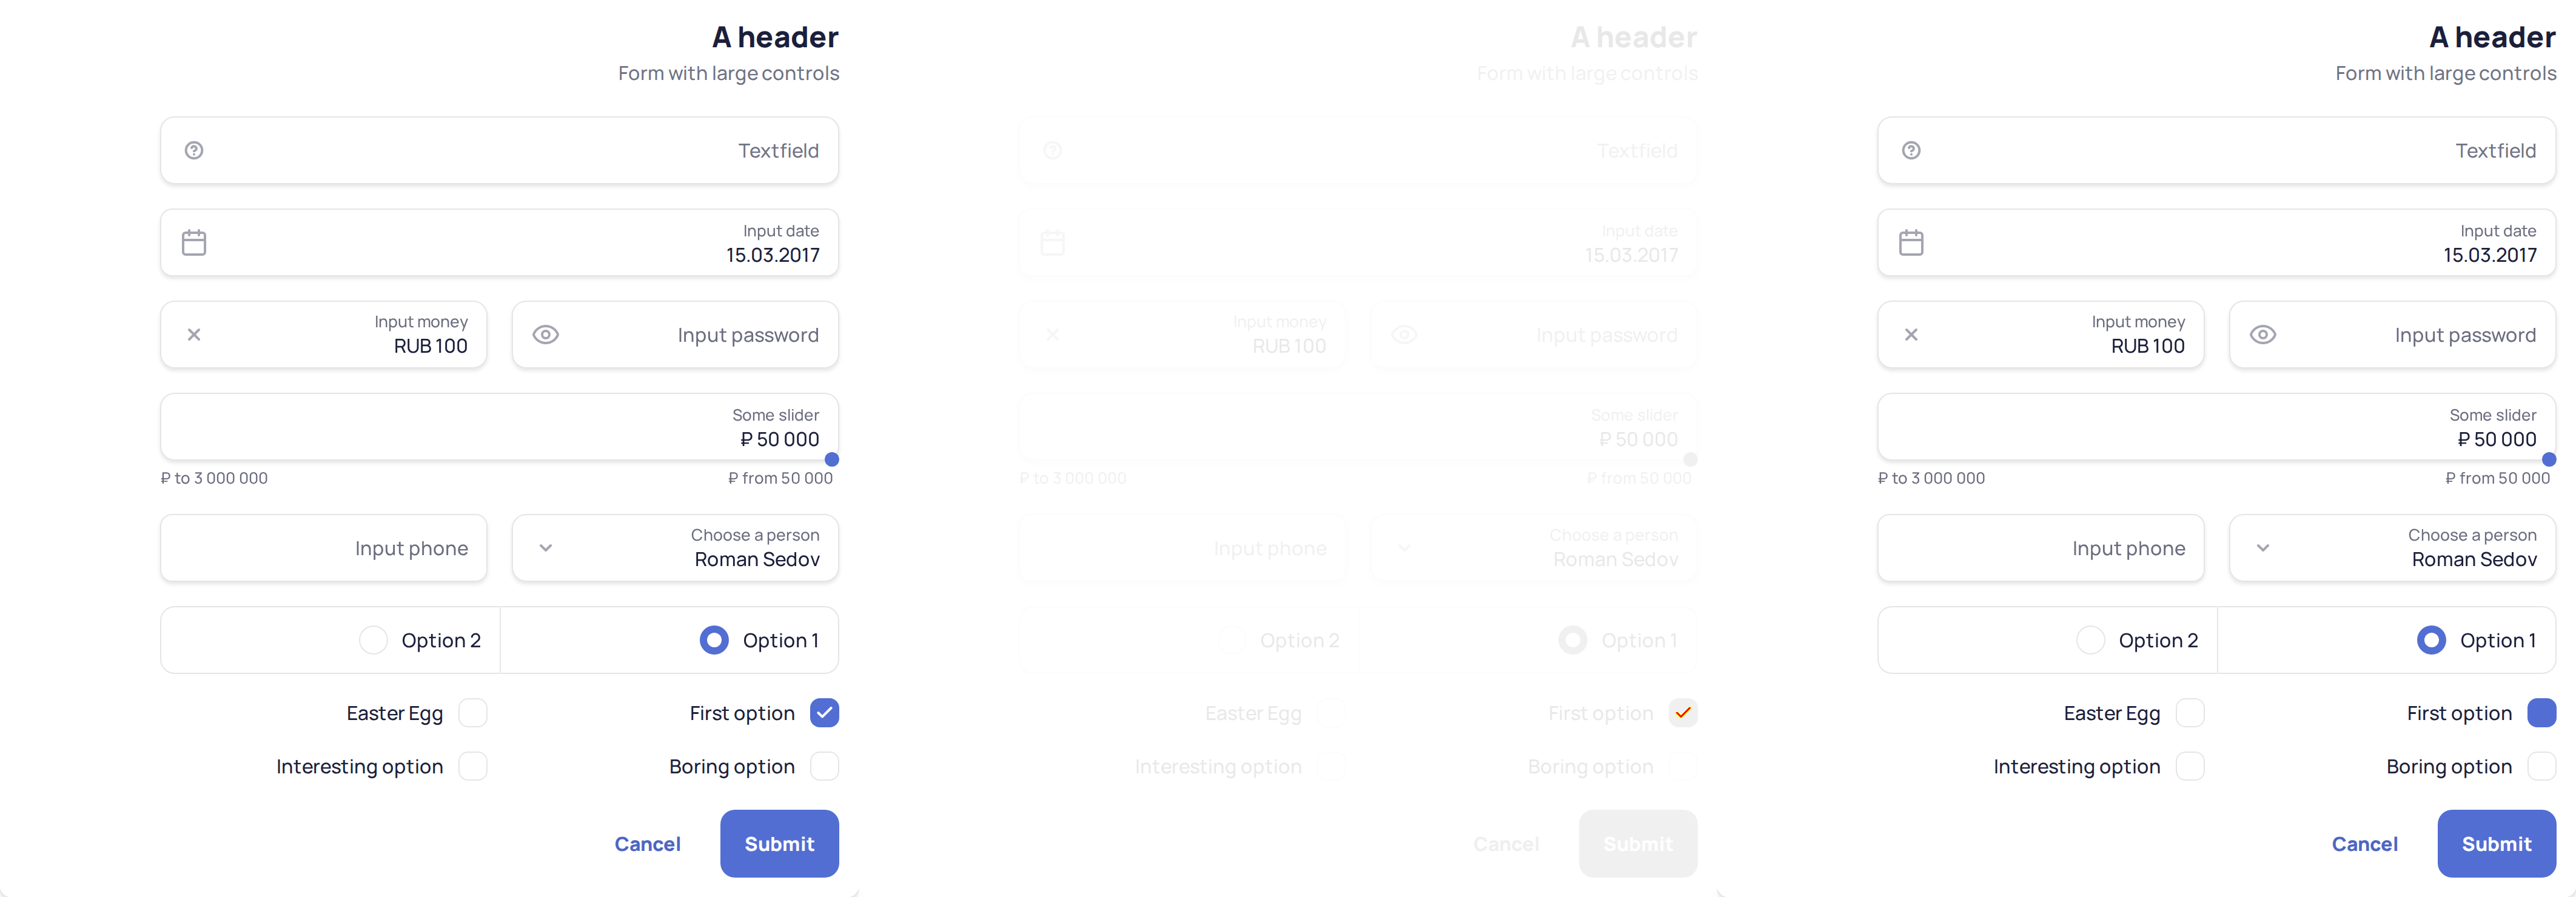 A header
Form with large controls
Textfield
Input date
15.03.2017
Input money
RUB 100
Input password
Some slider
₽ 50 000
₽ to 3 000 000
₽ from 50 000
Input phone
Choose a person
Roman Sedov
Option 2
Option 1
Easter Egg
First option
Interesting option
Boring option
Cancel
Submit
A header
Form with large controls
Textfield
Input date
15.03.2017
Input money
RUB 100
Input password
Some slider
₽ 50 000
₽ to 3 000 000
₽ from 50 000
Input phone
Choose a person
Roman Sedov
Option 2
Option 1
Easter Egg
First option
Interesting option
Boring option
Cancel
Submit
A header
Form with large controls
Textfield
Input date
15.03.2017
Input money
RUB 100
Input password
Some slider
₽ 50 000
₽ to 3 000 000
₽ from 50 000
Input phone
Choose a person
Roman Sedov
Option 2
Option 1
Easter Egg
First option
Interesting option
Boring option
Cancel
Submit